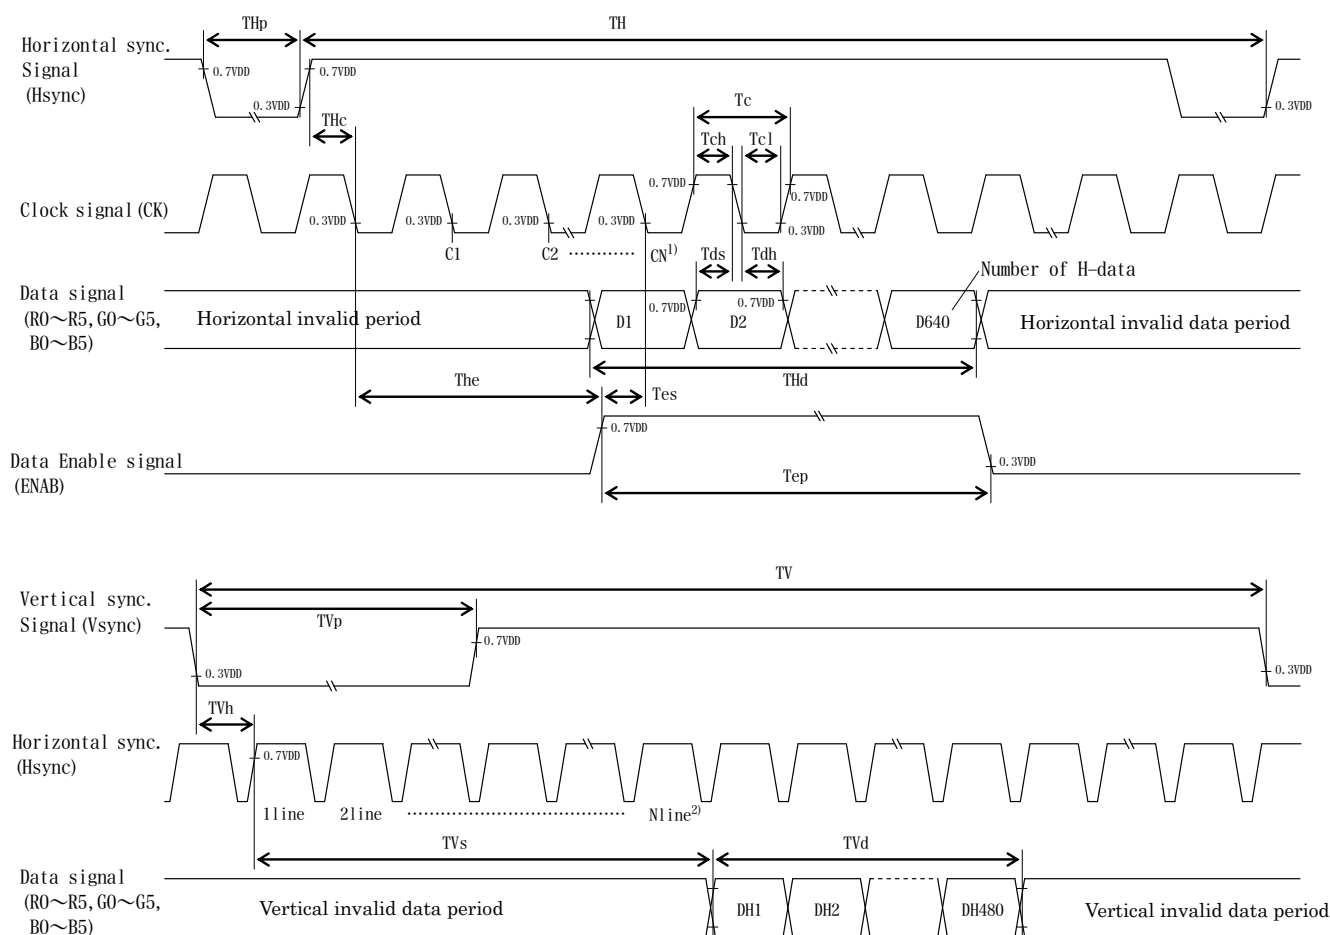 THp
TH
Horizontal sync.
Signal
(Hsync)
0.7VDD
0.7VDD
0.3VDD
0.3VDD
THc
Tc
Tch
Tcl
Clock signal(CK)
0.3VDD
0.3VDD
0.3VDD
0.3VDD
0.7VDD
0.7VDD
0.3VDD
C1
C2
CN1)
Tds
Tdh
Number of H-data
Data signal
(R0～R5,G0～G5,
B0～B5)
Horizontal invalid period
D1
0.7VDD
D2
0.7VDD
D640
Horizontal invalid data period
THd
The
Tes
0.7VDD
Data Enable signal
(ENAB)
0.3VDD
Tep
TV
Vertical sync.
Signal(Vsync)
TVp
0.7VDD
0.3VDD
0.3VDD
TVh
Horizontal sync.
(Hsync)
0.7VDD
1line
2line
Nline2)
TVs
TVd
Data signal
(R0～R5,G0～G5,
B0～B5)
Vertical invalid data period
DH1
DH2
DH480
Vertical invalid data period